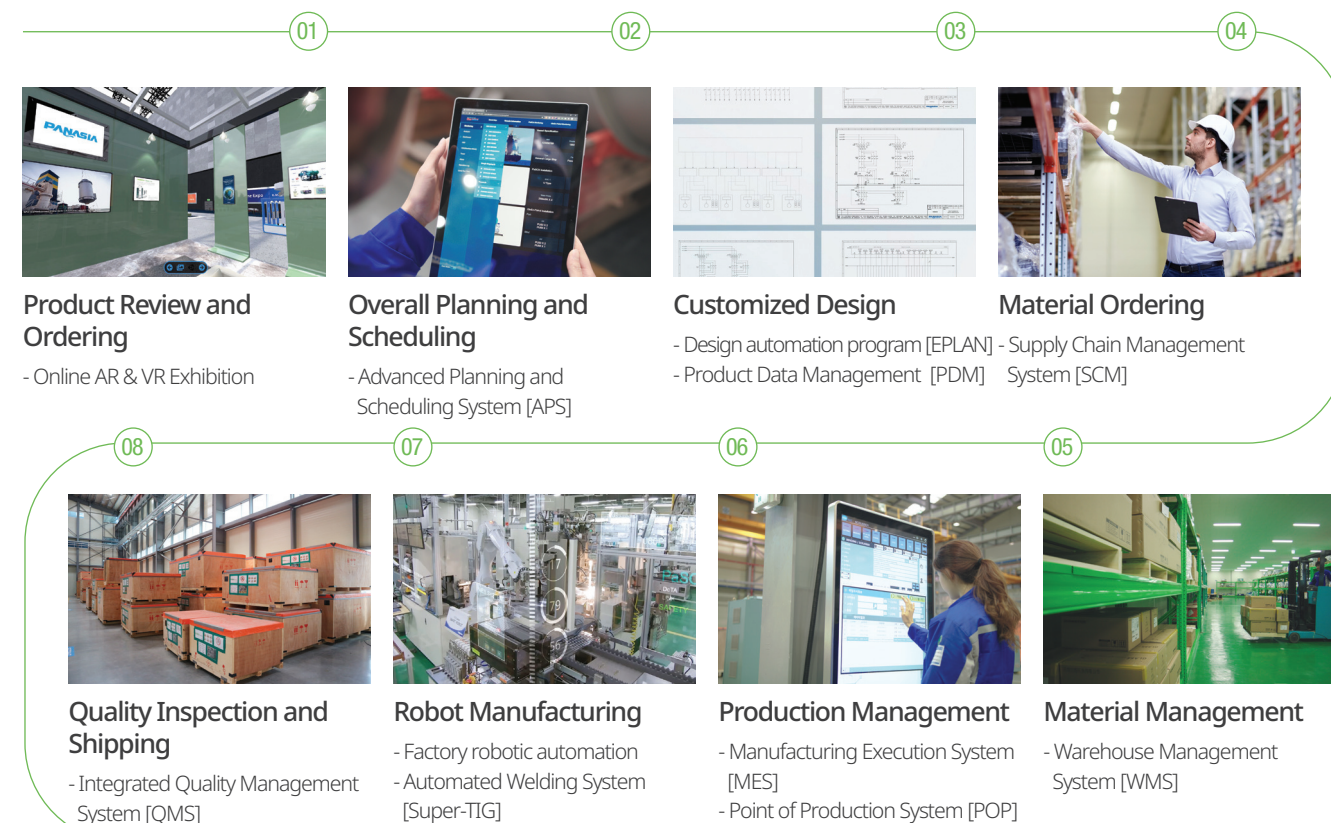 01
02
03
04
PANASIA
Product Review and
Ordering
- Online AR & VR Exhibition
Overall Planning and
Scheduling
- Advanced Planning and
Scheduling System [APS]
Customized Design
- Design automation program [EPLAN]
- Product Data Management [PDM]
Material Ordering
- Supply Chain Management
System [SCM]
05
Material Management
- Warehouse Management
System [WMS]
06
Production Management
- Manufacturing Execution System
[MES]
- Point of Production System [POP]
07
Robot Manufacturing
- Factory robotic automation
- Automated Welding System
[Super-TIG]
08
Quality Inspection and
Shipping
- Integrated Quality Management
System [QMS]